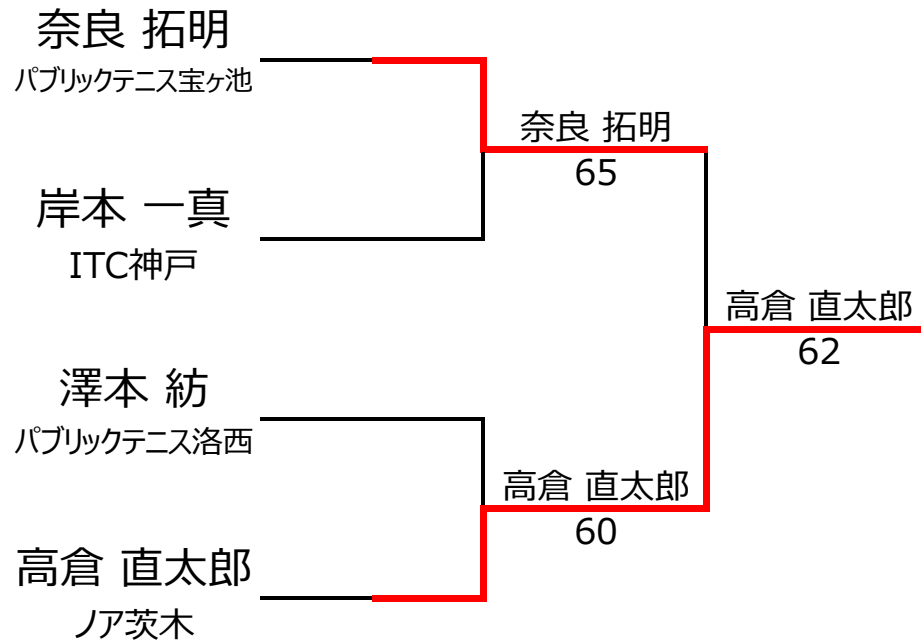 奈良 拓明
パブリックテニス宝ヶ池
奈良 拓明
65
岸本 一真
ITC神戸
高倉 直太郎
62
澤本 紡
パブリックテニス洛西
高倉 直太郎
60
高倉 直太郎
ノア茨木